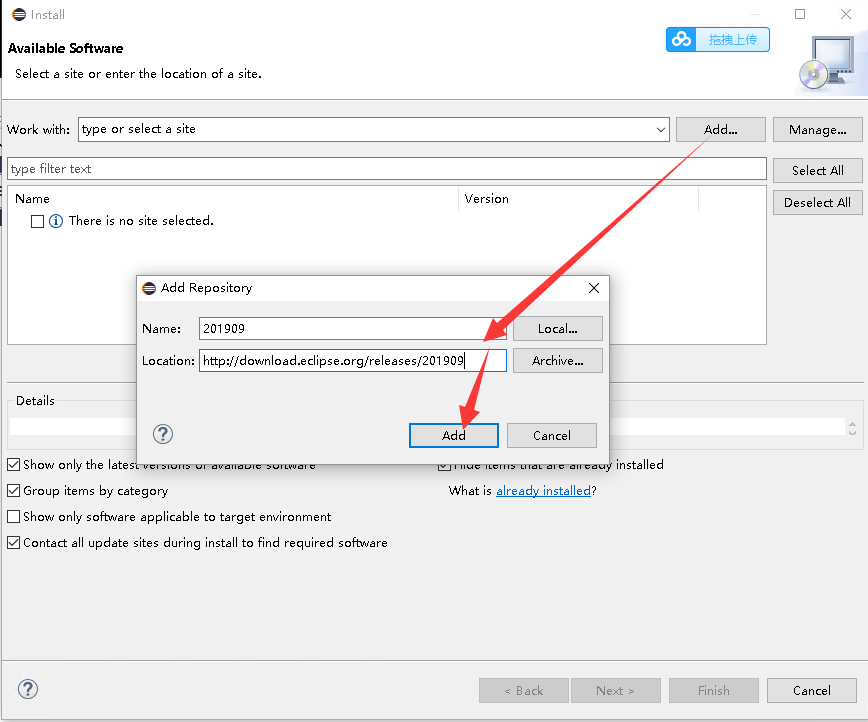 Install
Available Software
拖拽上传
Select a site or enter the location of a site.
Work with: type or select a site Add... Manage...
type filter text Select All
Name Version
Deselect All
There is no site selected.
Add Repository
Name: 201909 Local...
Location: http://download.eclipse.org/releases/201909 Archive...
Details
Add Cancel
Show only the latest versions of available software Hide items that are already installed
Group items by category What is already installed?
Show only software applicable to target environment
Contact all update sites during install to find required software
< Back Next > Finish Cancel